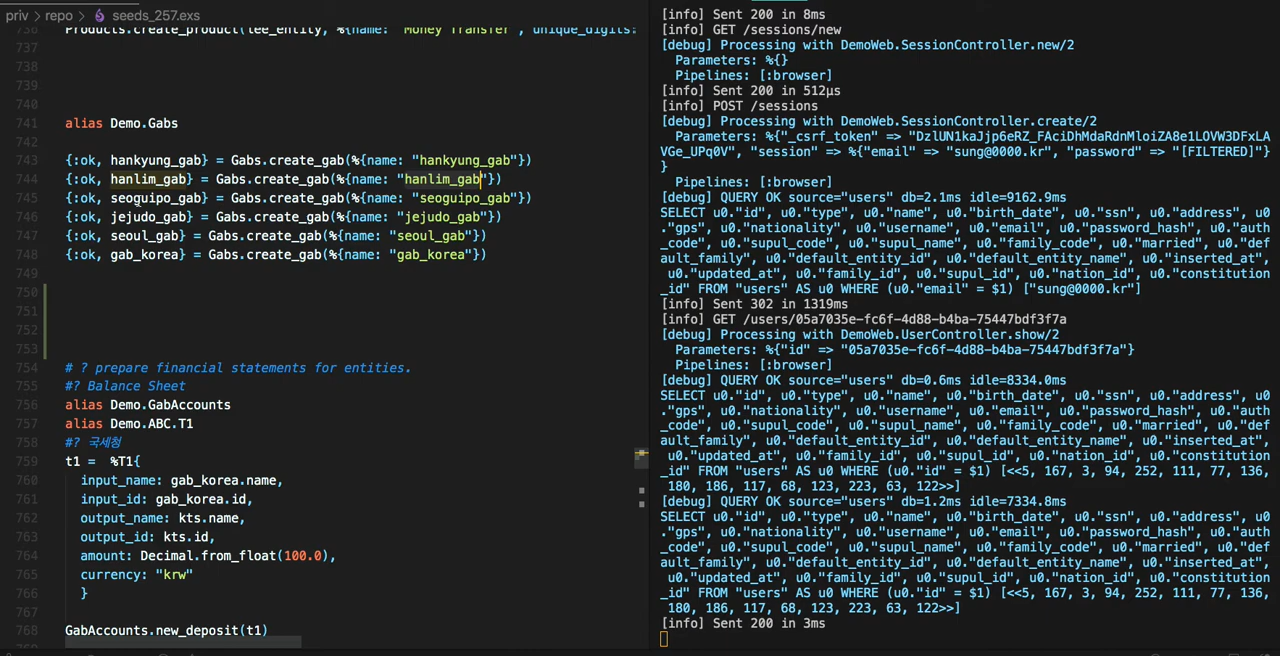 priv > repo > seeds_257.exs
736 Products.create_product(lee_entity, %{name: "Money Transfer", unique_digits:
737
738
739
740
741 alias Demo.Gabs
742
743 {:ok, hankyung_gab} = Gabs.create_gab(%{name: "hankyung_gab"})
744 {:ok, hanlim_gab} = Gabs.create_gab(%{name: "hanlim_gab"})
745 {:ok, seoguipo_gab} = Gabs.create_gab(%{name: "seoguipo_gab"})
746 {:ok, jejudo_gab} = Gabs.create_gab(%{name: "jejudo_gab"})
747 {:ok, seoul_gab} = Gabs.create_gab(%{name: "seoul_gab"})
748 {:ok, gab_korea} = Gabs.create_gab(%{name: "gab_korea"})
749
750
751
752
753
754 # ? prepare financial statements for entities.
755 #? Balance Sheet
756 alias Demo.GabAccounts
757 alias Demo.ABC.T1
758 #? 국세청
759 t1 = %T1{
760 input_name: gab_korea.name,
761 input_id: gab_korea.id,
762 output_name: kts.name,
763 output_id: kts.id,
764 amount: Decimal.from_float(100.0),
765 currency: "krw"
766 }
767
768 GabAccounts.new_deposit(t1)
[info] Sent 200 in 8ms
[info] GET /sessions/new
[debug] Processing with DemoWeb.SessionController.new/2
Parameters: %{}
Pipelines: [:browser]
[info] Sent 200 in 512µs
[info] POST /sessions
[debug] Processing with DemoWeb.SessionController.create/2
Parameters: %{"_csrf_token" => "DzlUN1kaJjp6eRZ_FAciDhMdaRdnMloiZA8e1LOVW3DFxLA
VGe_UPq0V", "session" => %{"email" => "sung@0000.kr", "password" => "[FILTERED]"}
}
Pipelines: [:browser]
[debug] QUERY OK source="users" db=2.1ms idle=9162.9ms
SELECT u0."id", u0."type", u0."name", u0."birth_date", u0."ssn", u0."address", u0
."gps", u0."nationality", u0."username", u0."email", u0."password_hash", u0."auth
_code", u0."supul_code", u0."supul_name", u0."family_code", u0."married", u0."def
ault_family", u0."default_entity_id", u0."default_entity_name", u0."inserted_at",
u0."updated_at", u0."family_id", u0."supul_id", u0."nation_id", u0."constitution
_id" FROM "users" AS u0 WHERE (u0."email" = $1) ["sung@0000.kr"]
[info] Sent 302 in 1319ms
[info] GET /users/05a7035e-fc6f-4d88-b4ba-75447bdf3f7a
[debug] Processing with DemoWeb.UserController.show/2
Parameters: %{"id" => "05a7035e-fc6f-4d88-b4ba-75447bdf3f7a"}
Pipelines: [:browser]
[debug] QUERY OK source="users" db=0.6ms idle=8334.0ms
SELECT u0."id", u0."type", u0."name", u0."birth_date", u0."ssn", u0."address", u0
."gps", u0."nationality", u0."username", u0."email", u0."password_hash", u0."auth
_code", u0."supul_code", u0."supul_name", u0."family_code", u0."married", u0."def
ault_family", u0."default_entity_id", u0."default_entity_name", u0."inserted_at",
u0."updated_at", u0."family_id", u0."supul_id", u0."nation_id", u0."constitution
_id" FROM "users" AS u0 WHERE (u0."id" = $1) [<<5, 167, 3, 94, 252, 111, 77, 136,
180, 186, 117, 68, 123, 223, 63, 122>>]
[debug] QUERY OK source="users" db=1.2ms idle=7334.8ms
SELECT u0."id", u0."type", u0."name", u0."birth_date", u0."ssn", u0."address", u0
."gps", u0."nationality", u0."username", u0."email", u0."password_hash", u0."auth
_code", u0."supul_code", u0."supul_name", u0."family_code", u0."married", u0."def
ault_family", u0."default_entity_id", u0."default_entity_name", u0."inserted_at",
u0."updated_at", u0."family_id", u0."supul_id", u0."nation_id", u0."constitution
_id" FROM "users" AS u0 WHERE (u0."id" = $1) [<<5, 167, 3, 94, 252, 111, 77, 136,
180, 186, 117, 68, 123, 223, 63, 122>>]
[info] Sent 200 in 3ms